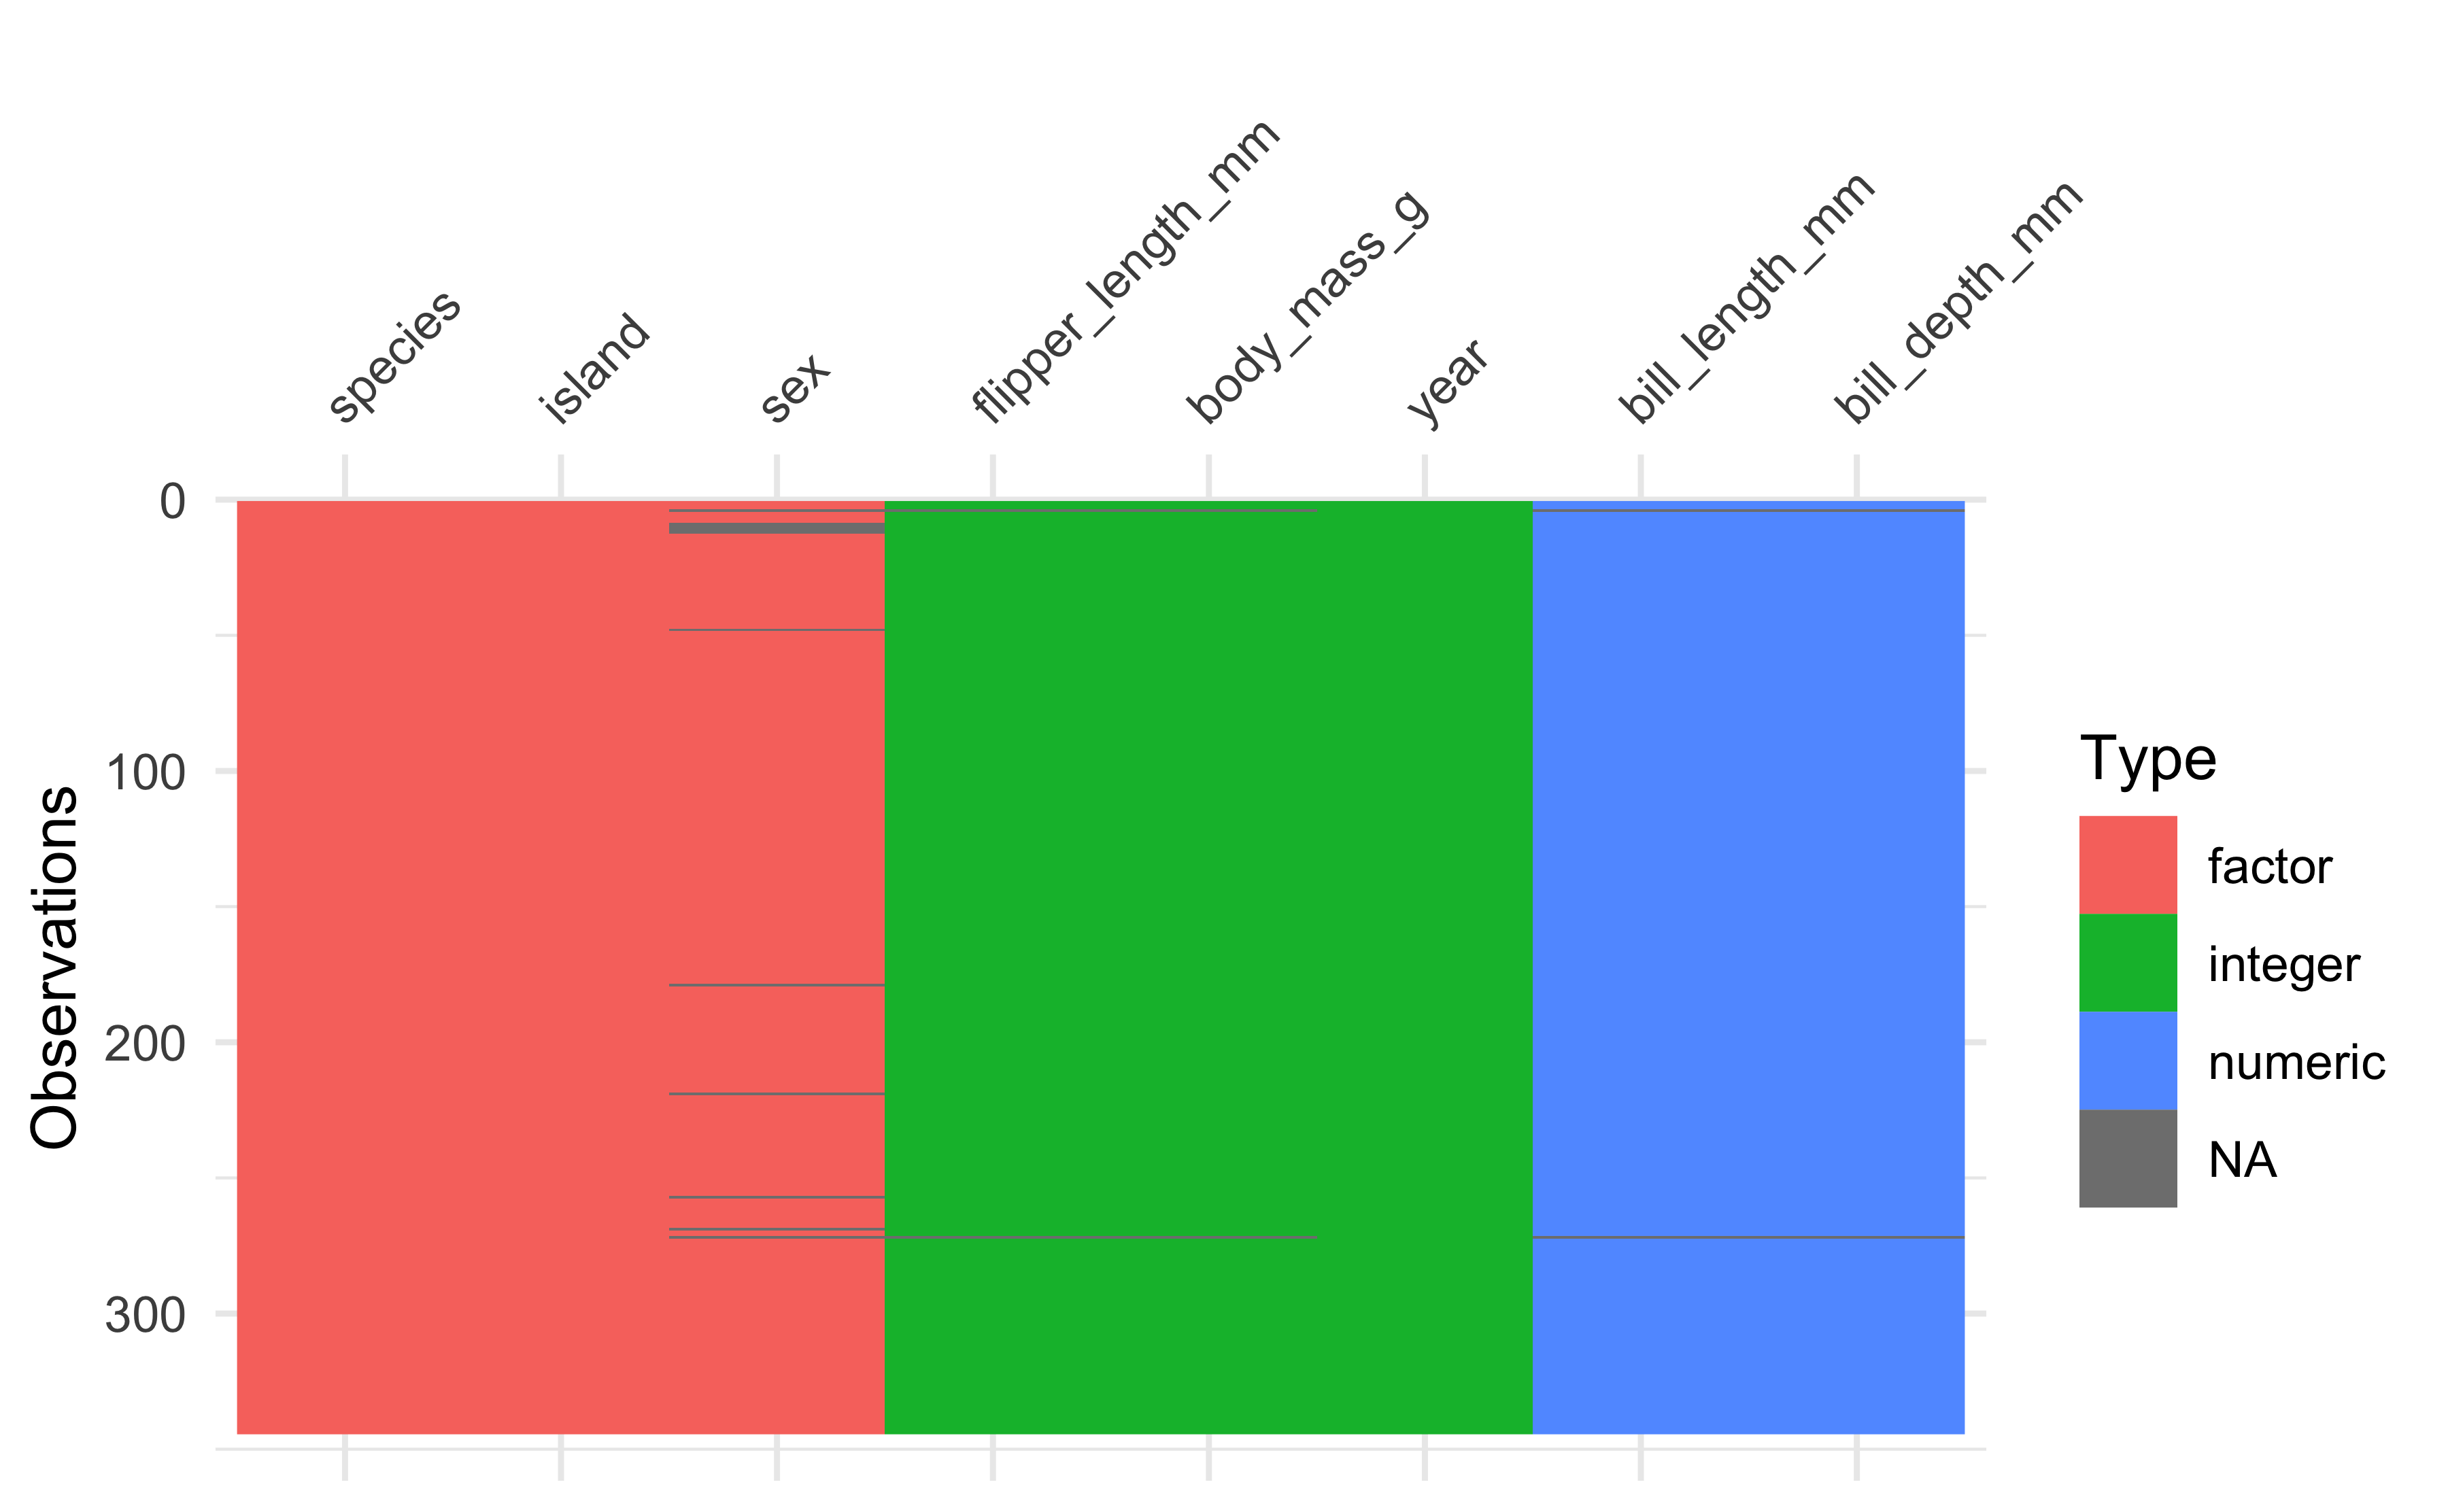 species
island
sex
flipper_length_mm
body_mass_g
year
bill_length_mm
bill_depth_mm
0
100
200
300
Observations
Type
factor
integer
numeric
NA